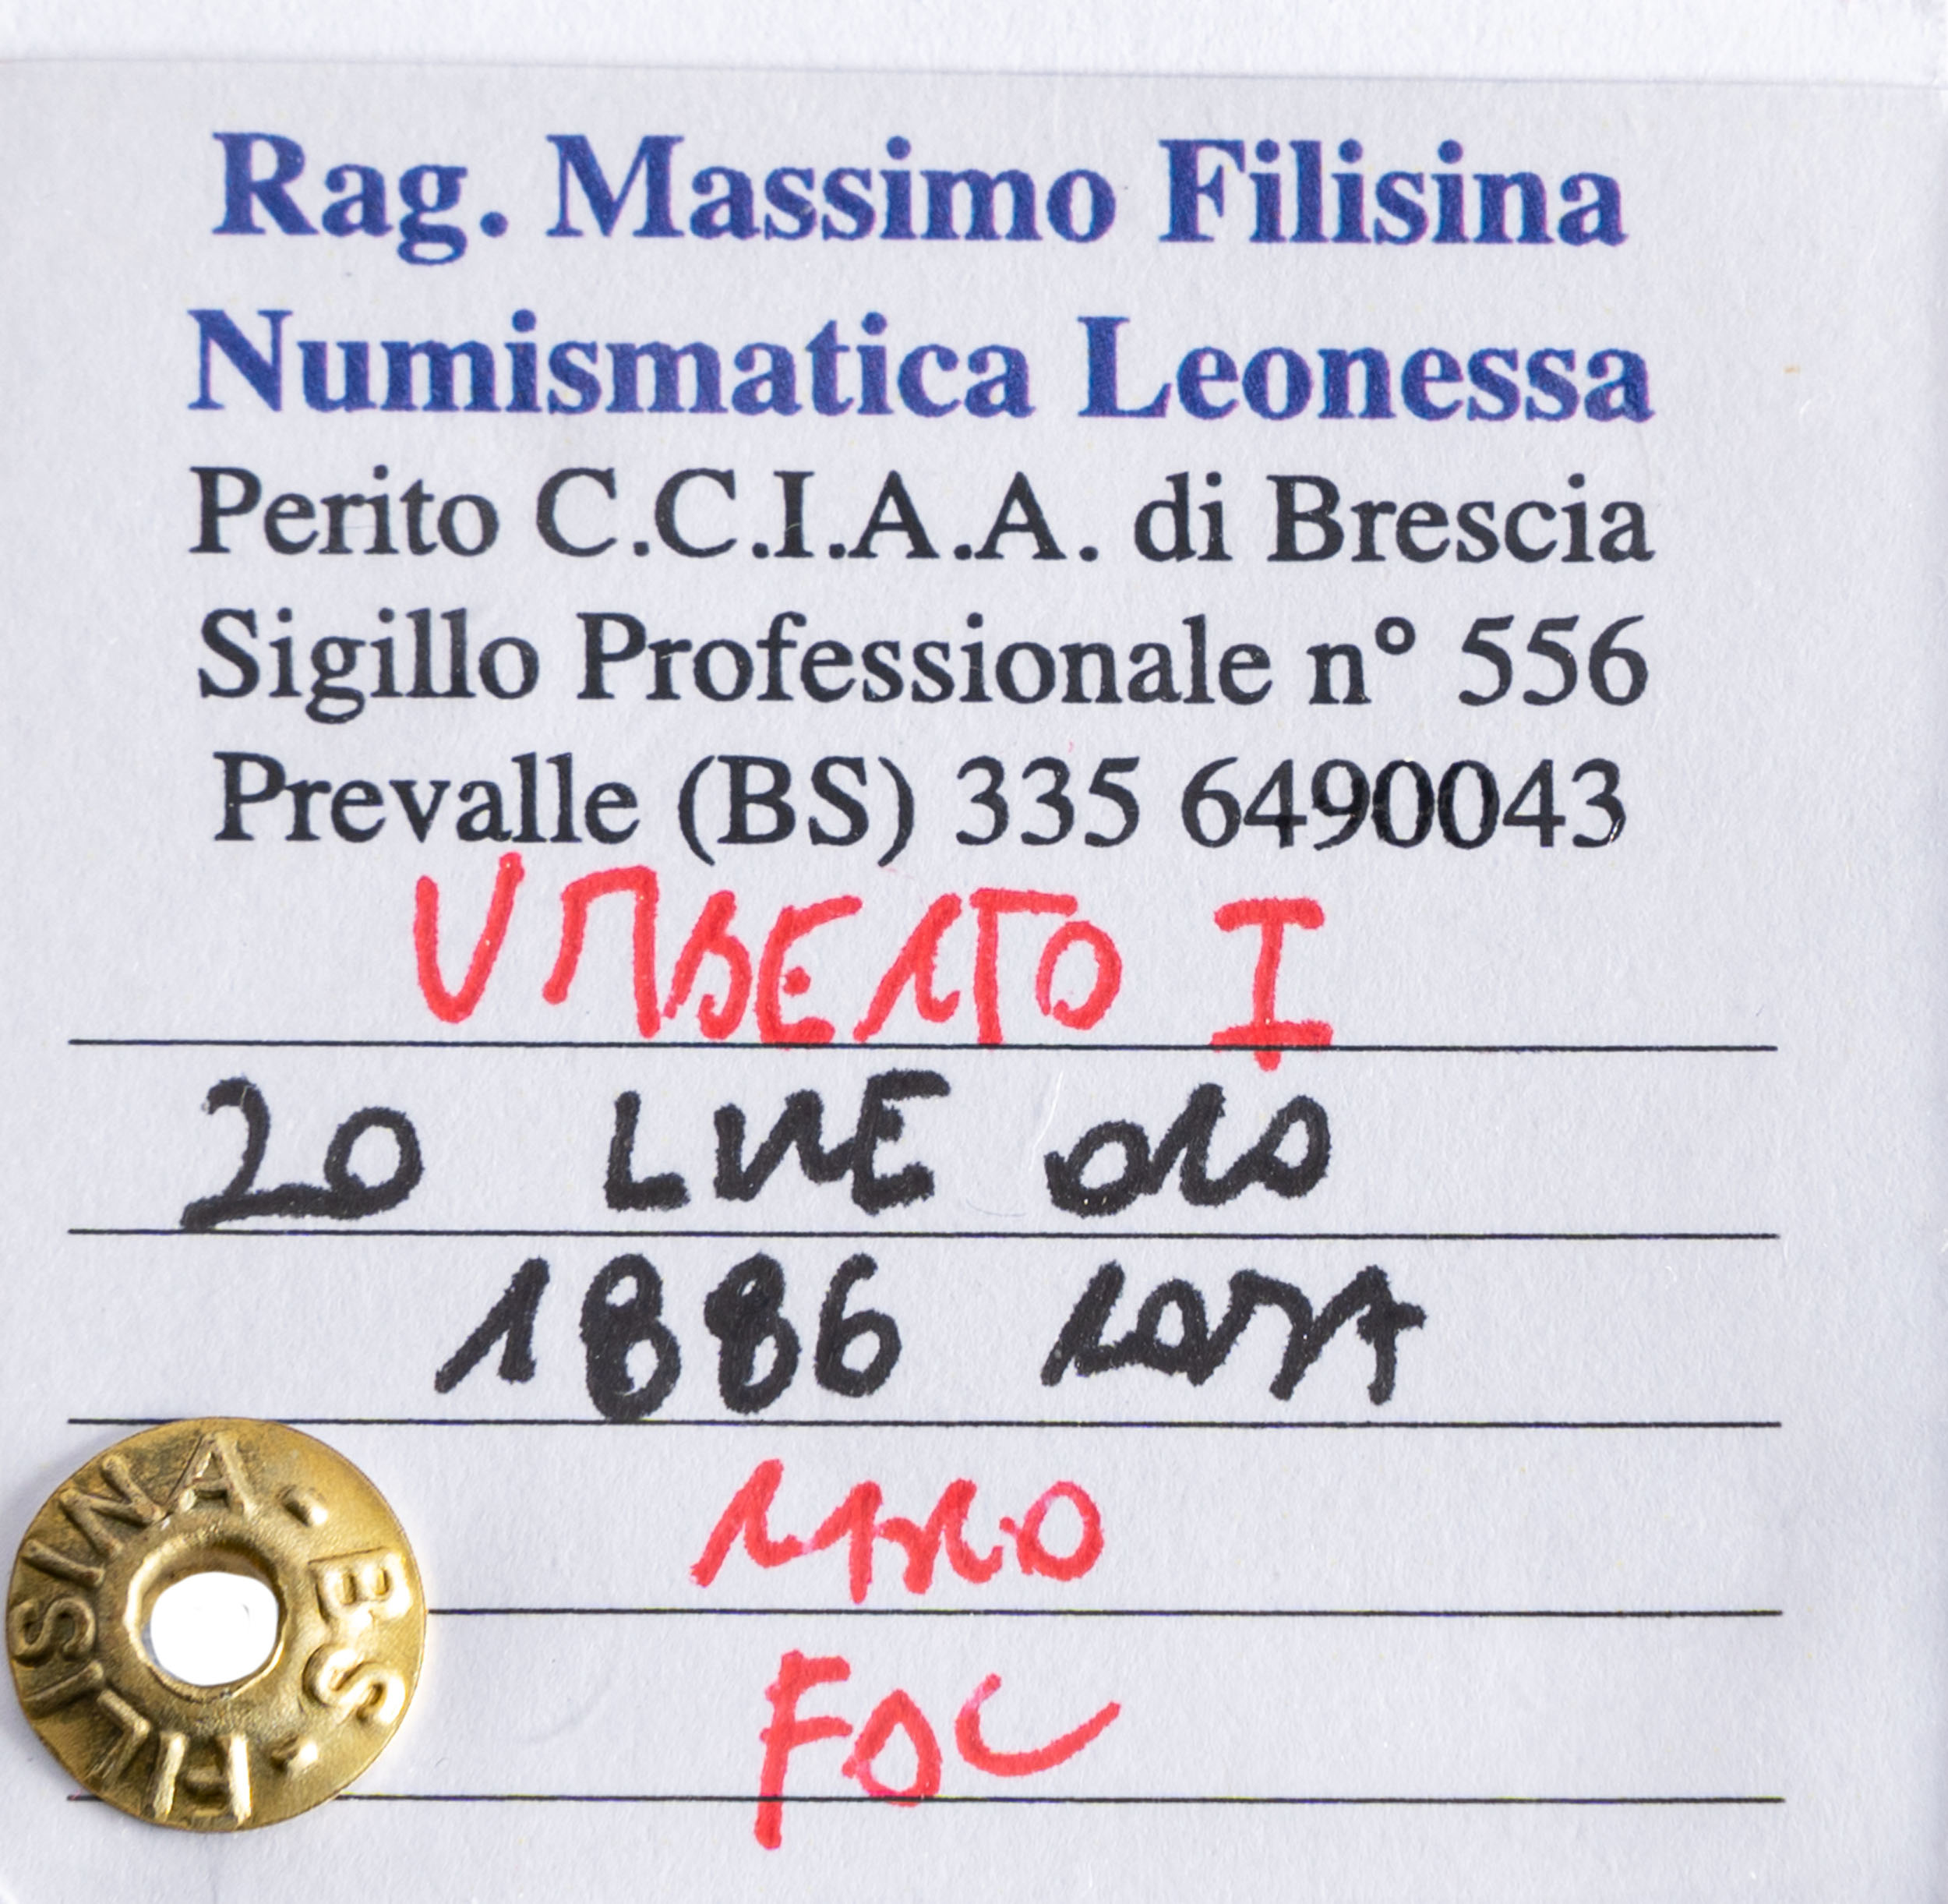 Rag. Massimo Filisina
Numismatica Leonessa
Perito C.C.I.A.A. di Brescia
Sigillo Professionale n° 556
Prevalle (BS) 335 6490043
UMBERTO I
20 LIRE ORO
1886 ROMA
RARO
FDC
FILISINA . BS .